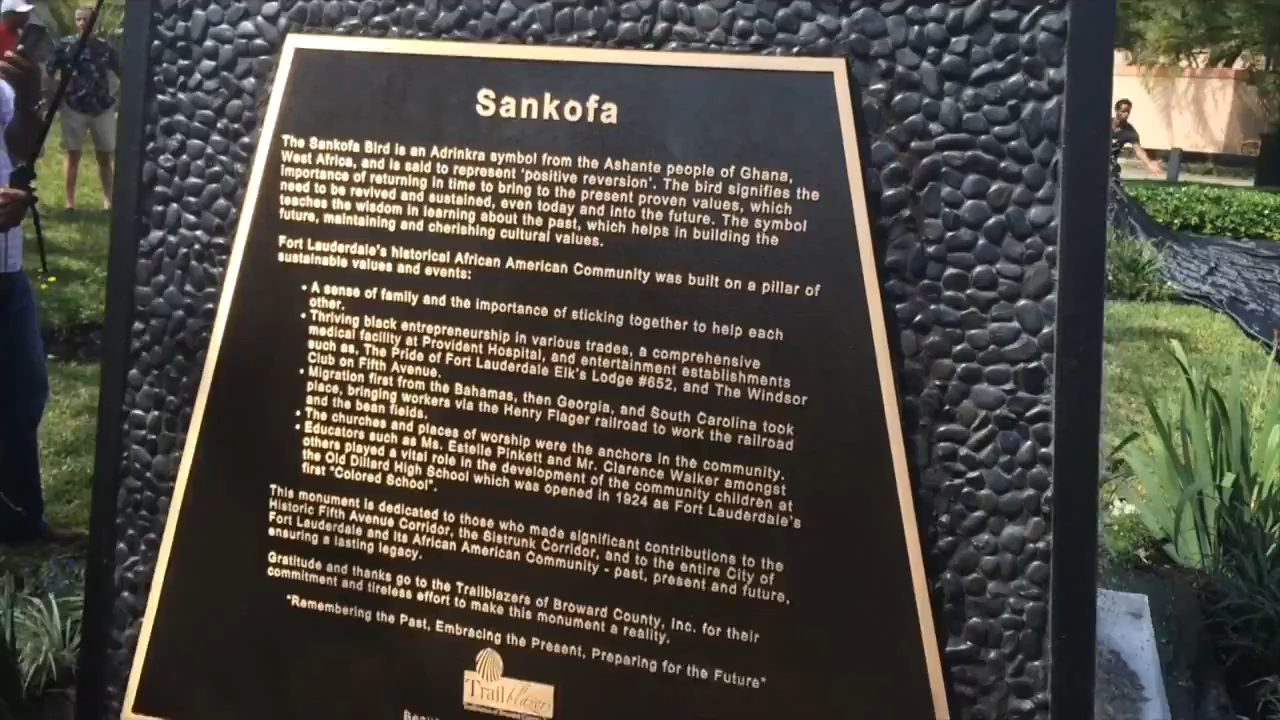 Sankofa
The Sankofa Bird is an Adrinkra symbol from the Ashante people of Ghana,
West Africa, and is said to represent 'positive reversion'. The bird signifies the
importance of returning in time to bring to the present proven values, which
need to be revived and sustained, even today and into the future. The symbol
teaches the wisdom in learning about the past, which helps in building the
future, maintaining and cherishing cultural values.
Fort Lauderdale's historical African American Community was built on a pillar of
sustainable values and events:
• A sense of family and the importance of sticking together to help each
other.
• Thriving black entrepreneurship in various trades, a comprehensive
medical facility at Provident Hospital, and entertainment establishments
such as, The Pride of Fort Lauderdale Elk's Lodge #652, and The Windsor
Club on Fifth Avenue.
• Migration first from the Bahamas, then Georgia, and South Carolina took
place, bringing workers via the Henry Flager railroad to work the railroad
and the bean fields.
• The churches and places of worship were the anchors in the community.
• Educators such as Ms. Estelle Pinkett and Mr. Clarence Walker amongst
others played a vital role in the development of the community children at
the Old Dillard High School which was opened in 1924 as Fort Lauderdale's
first "Colored School".
This monument is dedicated to those who made significant contributions to the
Historic Fifth Avenue Corridor, the Sistrunk Corridor, and to the entire City of
Fort Lauderdale and its African American Community - past, present and future,
ensuring a lasting legacy.
Gratitude and thanks go to the Trailblazers of Broward County, Inc. for their
commitment and tireless effort to make this monument a reality.
"Remembering the Past, Embracing the Present, Preparing for the Future"
Trailblazers